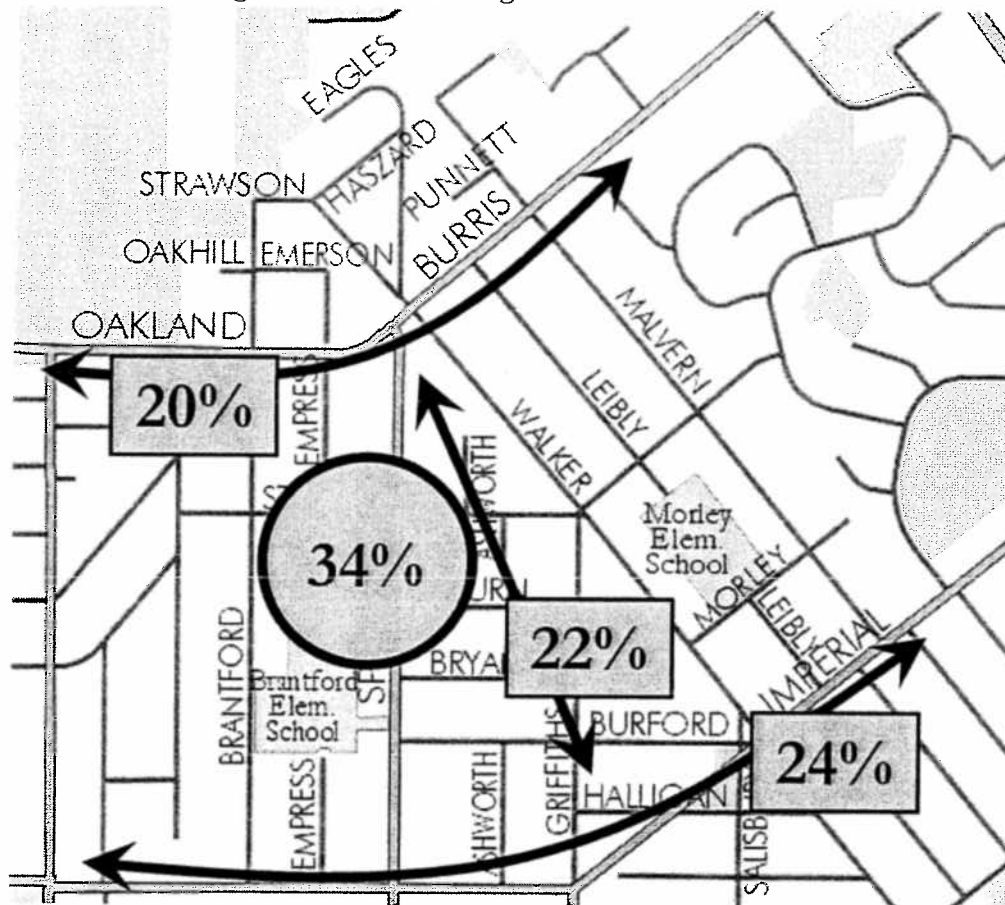 EAGLES
HASZARD
PUNNETT
STRAWSON
BURRIS
OAKHILL
EMERSON
OAKLAND
MALVERN
20%
EMPRESS
LEIBLY
WALKER
34%
Morley
Elem.
School
MORLEY
LEIBLY
22%
IMPERIAL
BRANTFORD
Brantford
Elem.
School
BURFORD
GRIFFITHS
24%
HALLIGAN
EMPRESS
ASHWORTH